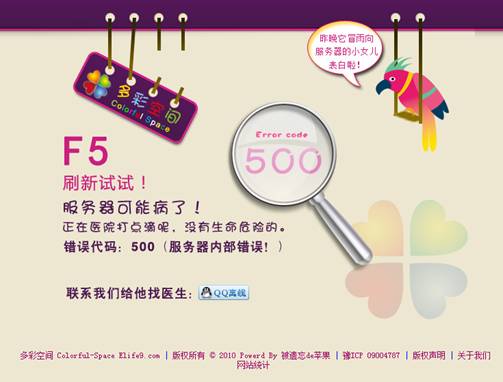 昨晚它冒雨向
服务器的小女儿
表白啦！
多彩空间
Colorful Space
Error code
500
F5
刷新试试！
服务器可能病了！
正在医院打点滴呢，没有生命危险的。
错误代码：500（服务器内部错误！）
联系我们给他找医生：
QQ离线
多彩空间 Colorful-Space Elife9.com | 版权所有 © 2010 Powerd By 被遗忘de苹果 | 豫ICP 09004787 | 版权声明 | 关于我们
网站统计